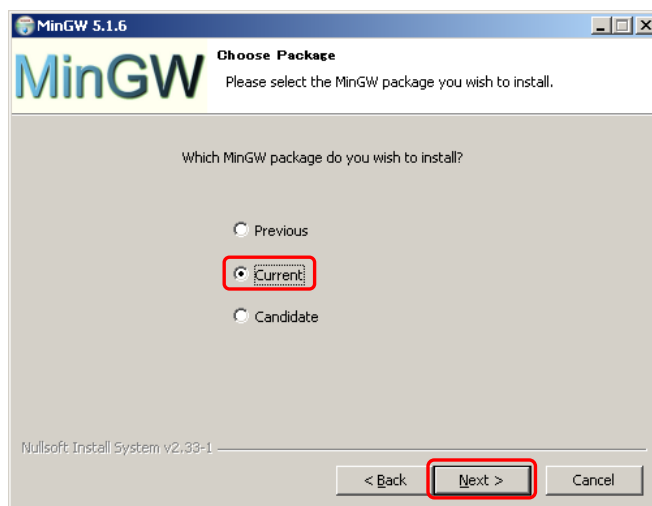 MinGW 5.1.6
MinGW
Choose Package
Please select the MinGW package you wish to install.
Which MinGW package do you wish to install?
Previous
Current
Candidate
Nullsoft Install System v2.33-1
< Back Next > Cancel